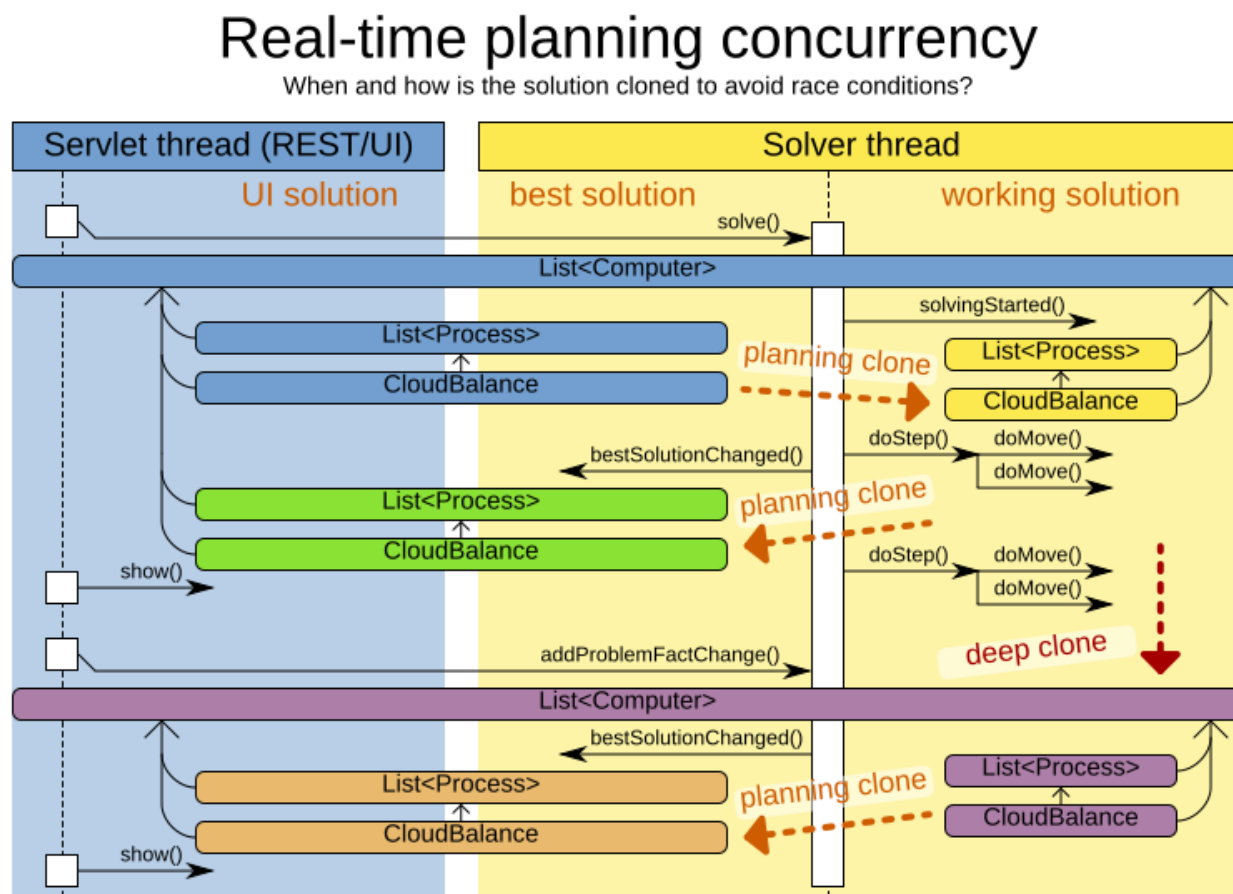 Real-time planning concurrency
When and how is the solution cloned to avoid race conditions?
Servlet thread (REST/UI)
Solver thread
UI solution
best solution
working solution
solve()
List<Computer>
solvingStarted()
List<Process>
planning clone
List<Process>
CloudBalance
CloudBalance
doStep()
doMove()
bestSolutionChanged()
doMove()
List<Process>
planning clone
CloudBalance
doStep()
doMove()
show()
doMove()
addProblemFactChange()
deep clone
List<Computer>
bestSolutionChanged()
List<Process>
List<Process>
planning clone
CloudBalance
CloudBalance
show()